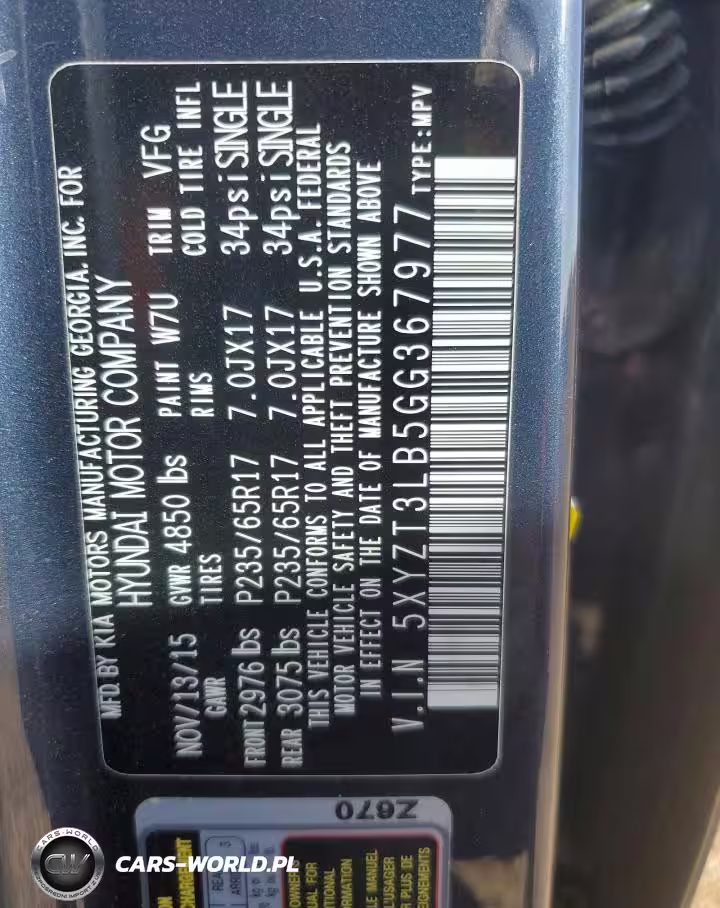 MFD BY KIA MOTORS MANUFACTURING GEORGIA. INC. FOR
HYUNDAI MOTOR COMPANY
NOV/13/15 GVWR 4850 lbs PAINT W7U TRIM VFG
GAWR TIRES RIMS COLD TIRE INFL
FRONT 2976 lbs P235/65R17 7.0JX17 34psi SINGLE
REAR 3075 lbs P235/65R17 7.0JX17 34psi SINGLE
THIS VEHICLE CONFORMS TO ALL APPLICABLE U.S.A. FEDERAL
MOTOR VEHICLE SAFETY AND THEFT PREVENTION STANDARDS
IN EFFECT ON THE DATE OF MANUFACTURE SHOWN ABOVE
V.I.N 5XYZT3LB5GG367977 TYPE:MPV
Z670
CARS-WORLD
CW
CARS-WORLD.PL